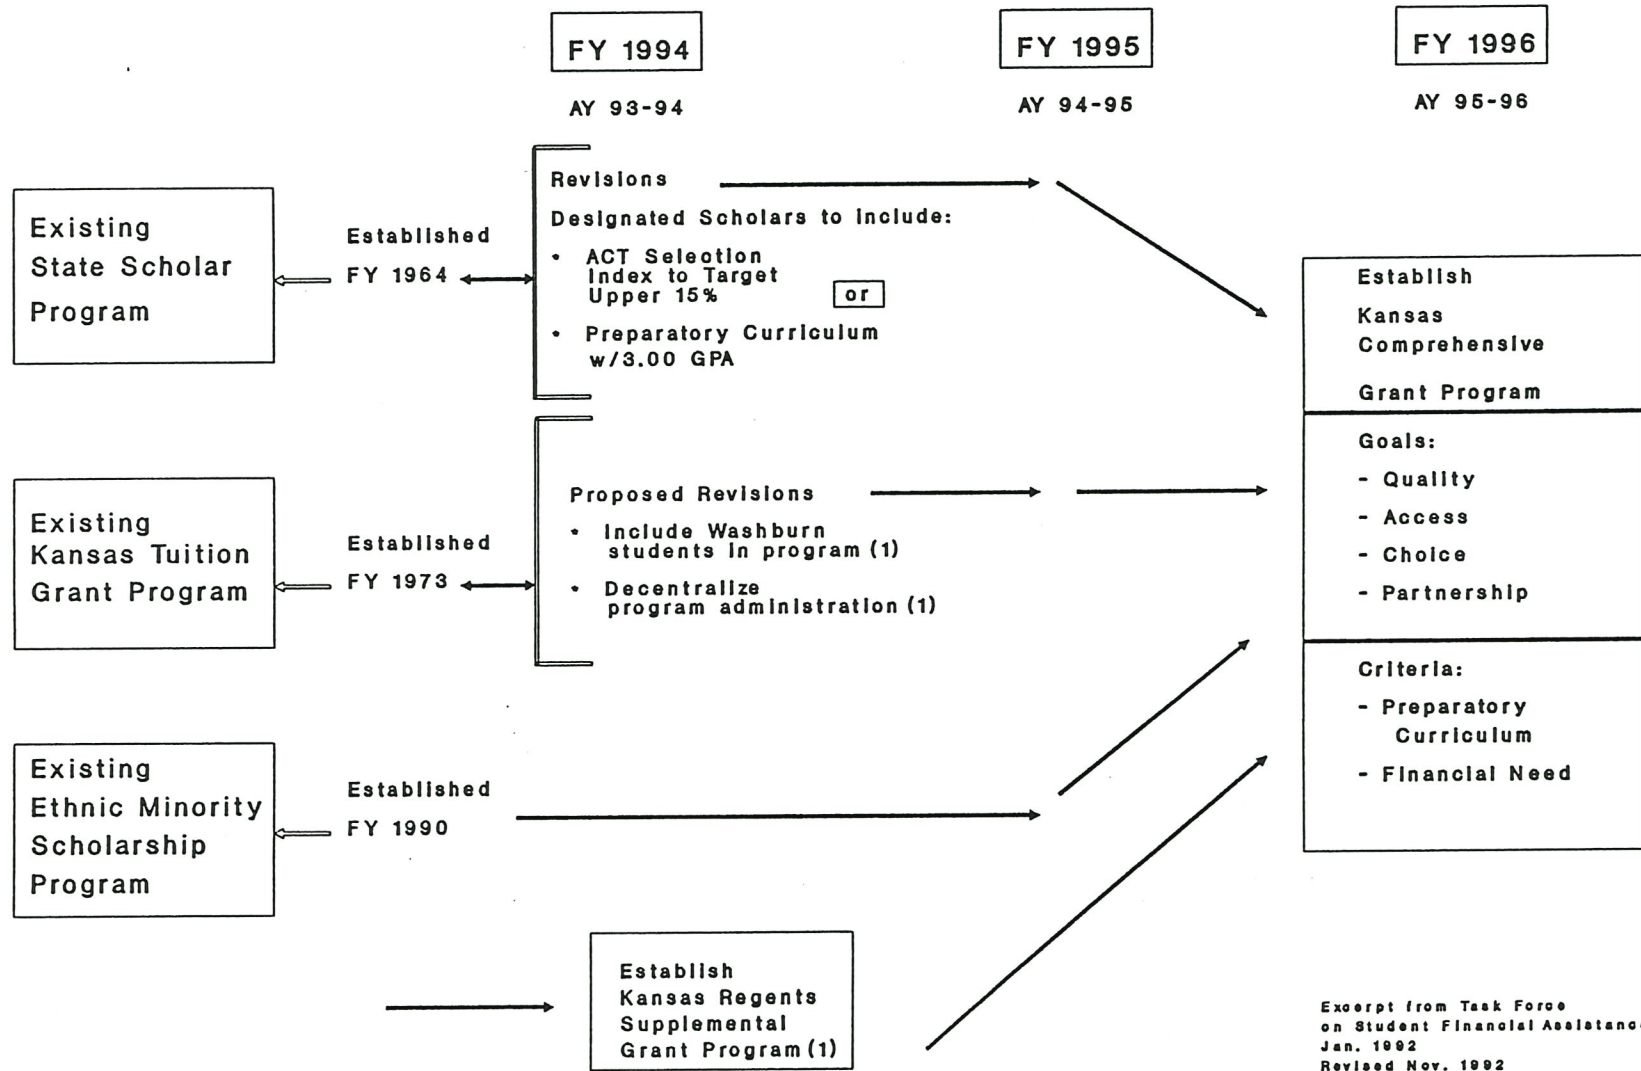 FY 1994
FY 1995
FY 1996
AY 93-94
AY 94-95
AY 95-96
Existing
State Scholar
Program
Established
FY 1964
Revisions
Designated Scholars to Include:
• ACT Selection
Index to Target
Upper 15%
or
• Preparatory Curriculum
w/3.00 GPA
Existing
Kansas Tuition
Grant Program
Established
FY 1973
Proposed Revisions
• Include Washburn
students in program (1)
• Decentralize
program administration (1)
Existing
Ethnic Minority
Scholarship
Program
Established
FY 1990
Establish
Kansas Regents
Supplemental
Grant Program (1)
Establish
Kansas
Comprehensive
Grant Program
Goals:
- Quality
- Access
- Choice
- Partnership
Criteria:
- Preparatory
Curriculum
- Financial Need
Excerpt from Task Force
on Student Financial Assistance
Jan. 1992
Revised Nov. 1992